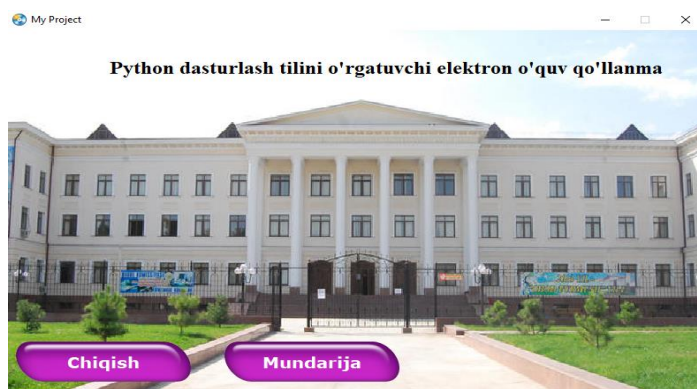 My Project
Python dasturlash tilini o'rgatuvchi elektron o'quv qo'llanma
Chiqish
Mundarija